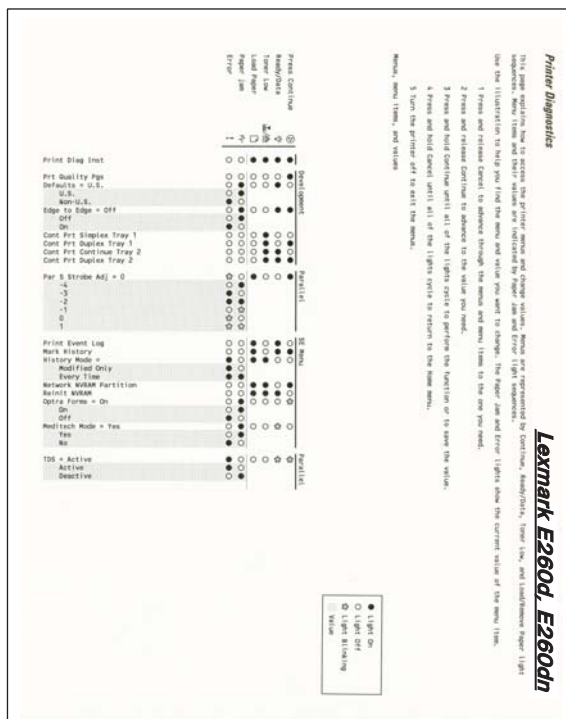 Lexmark E260d, E260dn
Printer Diagnostics
This page explains how to access the printer menus and change values. Menus are represented by Continue, Ready/Data, Toner Low, and Load/Remove Paper light
sequences. Menu items and their values are indicated by Paper Jam and Error light sequences.
Use the illustration to help you find the menu and value you want to change. The Paper Jam and Error lights show the current value of the menu item.
1 Press and release Cancel to advance through the menus and menu items to the one you need.
2 Press and release Continue to advance to the value you need.
3 Press and hold Continue until all of the lights cycle to perform the function or to save the value.
4 Press and hold Cancel until all of the lights cycle to return to the Home menu.
5 Turn the printer off to exit the menus.
Light On
Light Off
Light Blinking
Value
Menus, menu items, and values
Press Continue
Ready/Data
Toner Low
Load Paper
Paper jam
Error
Print Diag Inst
Development
Prt Quality Pgs
Defaults = U.S.
U.S.
Non-U.S.
Edge to Edge = Off
Off
On
Cont Prt Simplex Tray 1
Cont Prt Duplex Tray 1
Cont Prt Continue Tray 2
Cont Prt Duplex Tray 2
Parallel
Par S Strobe Adj = 0
-4
-3
-2
-1
0
1
SE Menu
Print Event Log
Mark History
History Mode =
Modified Only
Every Time
Network NVRAM Partition
Reinit NVRAM
Optra Forms = On
On
Off
Meditech Mode = Yes
Yes
No
Parallel
TDS = Active
Active
Deactive